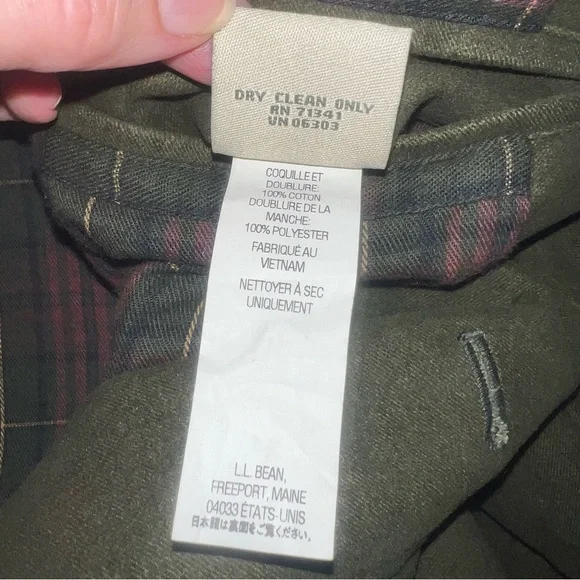 DRY CLEAN ONLY
RN 71341
VN 06303
COQUILLE ET
DOUBLURE:
100% COTON
DOUBLURE DE LA
MANCHE:
100% POLYESTER
FABRIQUÉ AU
VIETNAM
NETTOYER À SEC
UNIQUEMENT
L.L. BEAN,
FREEPORT, MAINE
04033 ÉTATS-UNIS
日本語は裏面をご覧ください。